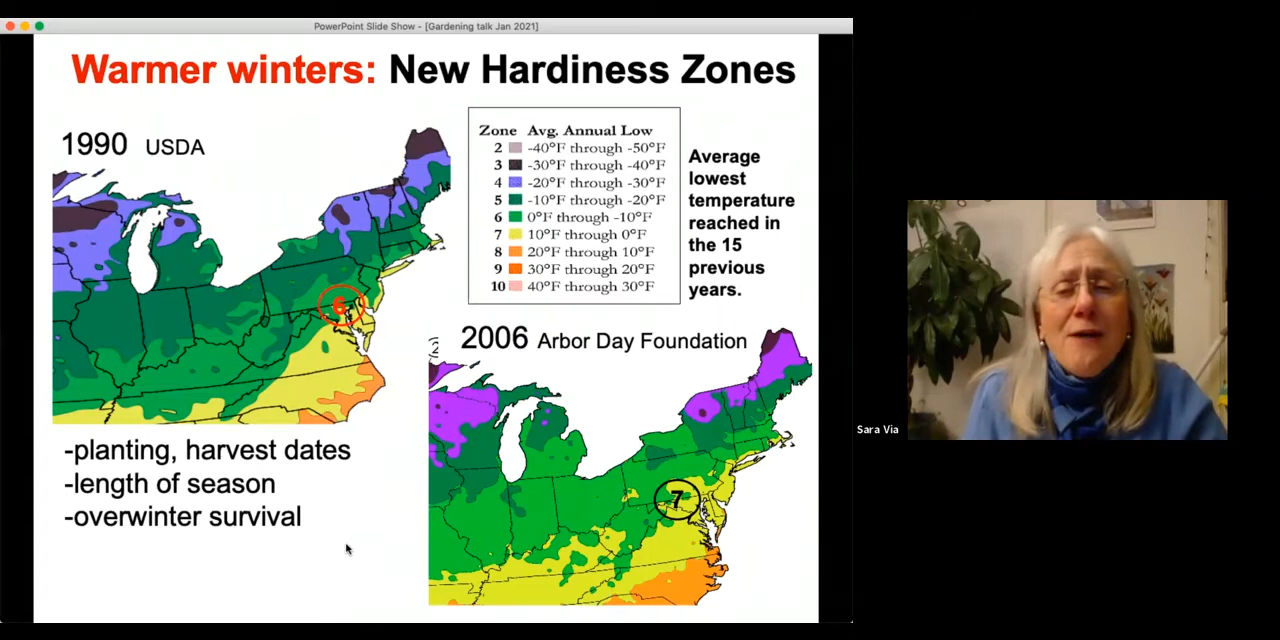 PowerPoint Slide Show - [Gardening talk Jan 2021]
Warmer winters: New Hardiness Zones
1990 USDA
Zone Avg. Annual Low
2 -40°F through -50°F
3 -30°F through -40°F
4 -20°F through -30°F
5 -10°F through -20°F
6 0°F through -10°F
7 10°F through 0°F
8 20°F through 10°F
9 30°F through 20°F
10 40°F through 30°F
Average
lowest
temperature
reached in
the 15
previous
years.
6
2006 Arbor Day Foundation
7
-planting, harvest dates
-length of season
-overwinter survival
Sara Via